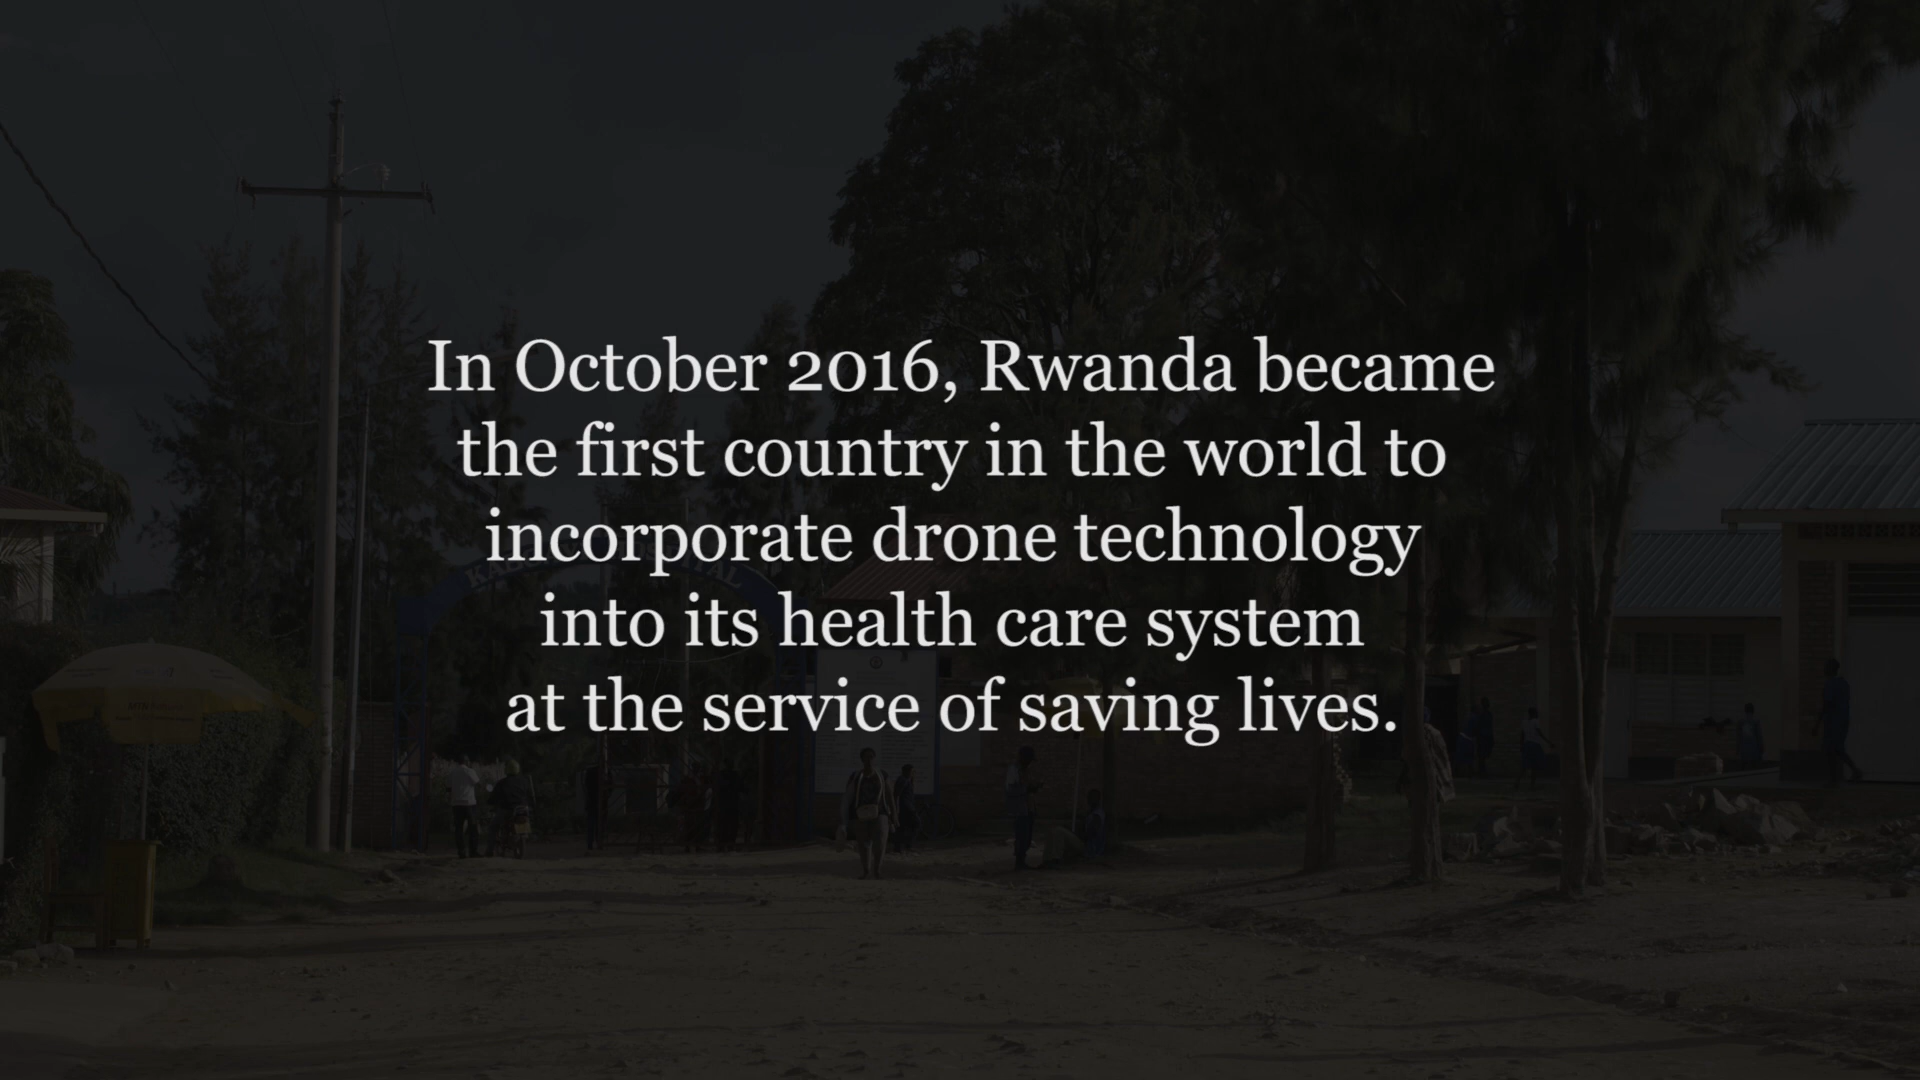 In October 2016, Rwanda became
the first country in the world to
incorporate drone technology
into its health care system
at the service of saving lives.